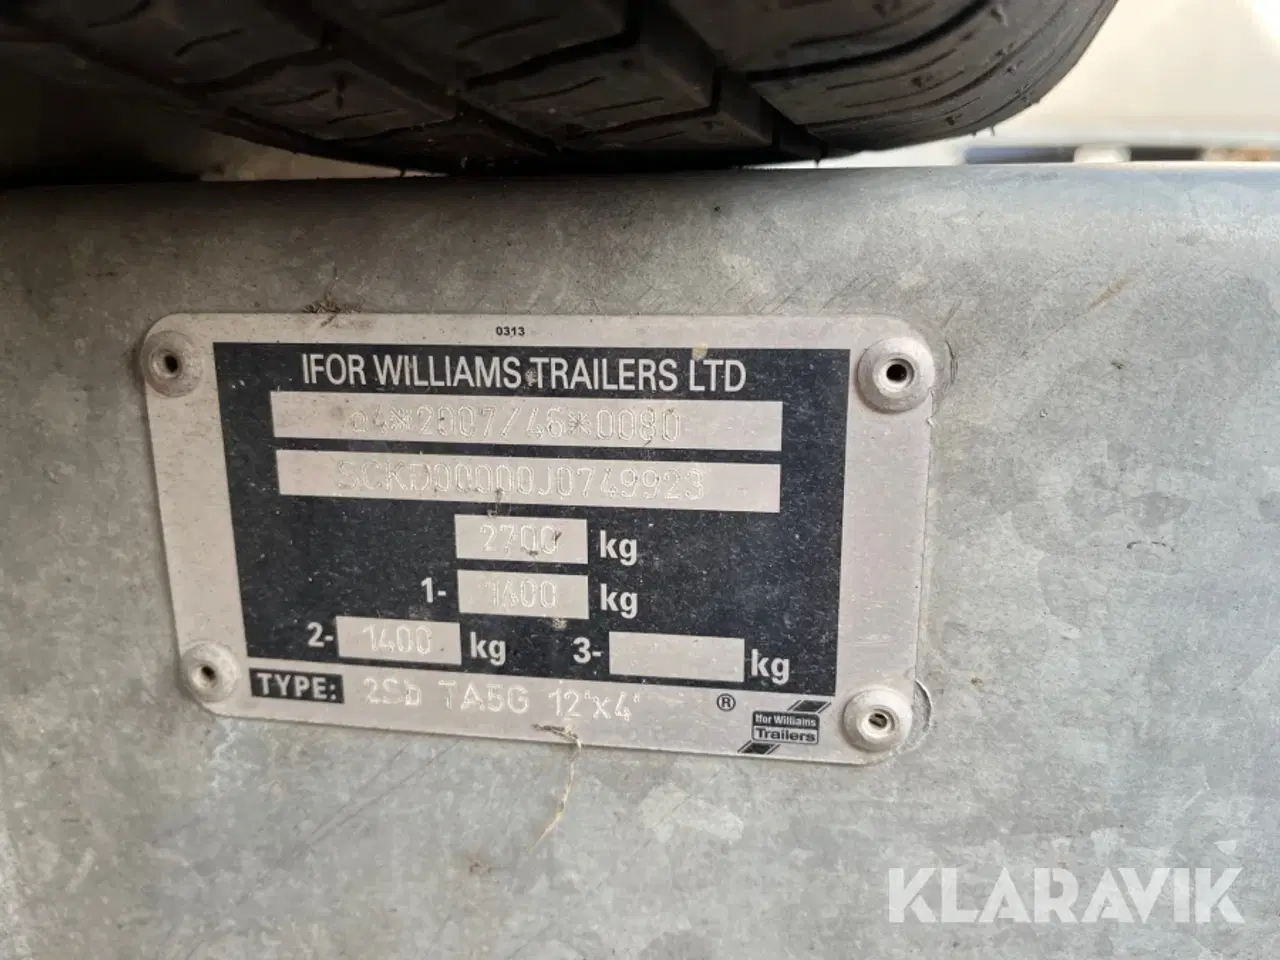 0313
IFOR WILLIAMS TRAILERS LTD
e4*2007/46*0080
SCKD00000J0749923
2700 kg
1- 1400 kg
2- 1400 kg 3- kg
TYPE: 2Sb TA5G 12'x4'
®
Ifor Williams
Trailers
KLARAVIK